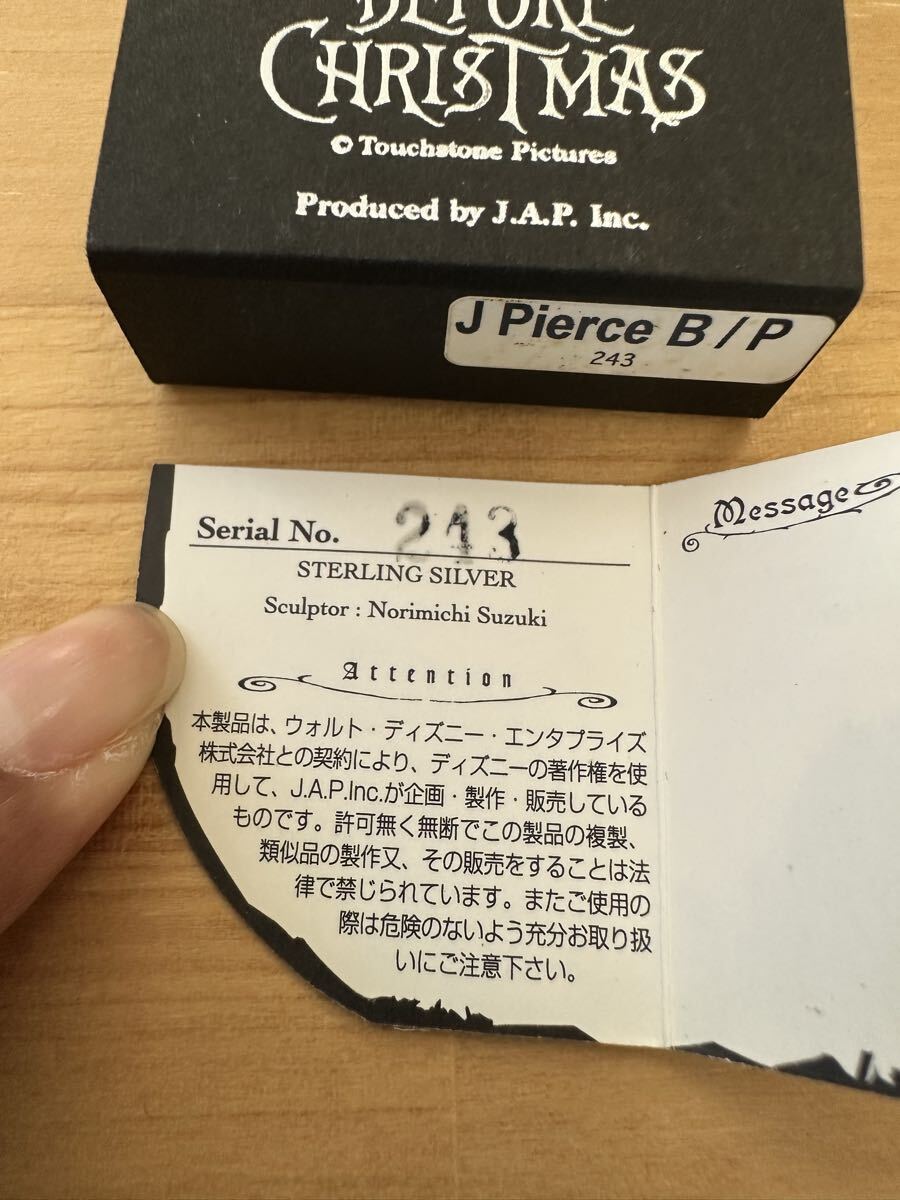 BEFORE
CHRISTMAS
© Touchstone Pictures
Produced by J.A.P. Inc.
J Pierce B / P
243
Serial No. 243
STERLING SILVER
Sculptor : Norimichi Suzuki
Attention
本製品は、ウォルト・ディズニー・エンタプライズ
株式会社との契約により、ディズニーの著作権を使
用して、J.A.P.Inc.が企画・製作・販売している
ものです。許可無く無断でこの製品の複製、
類似品の製作又、その販売をすることは法
律で禁じられています。またご使用の
際は危険のないよう充分お取り扱
いにご注意下さい。
Message